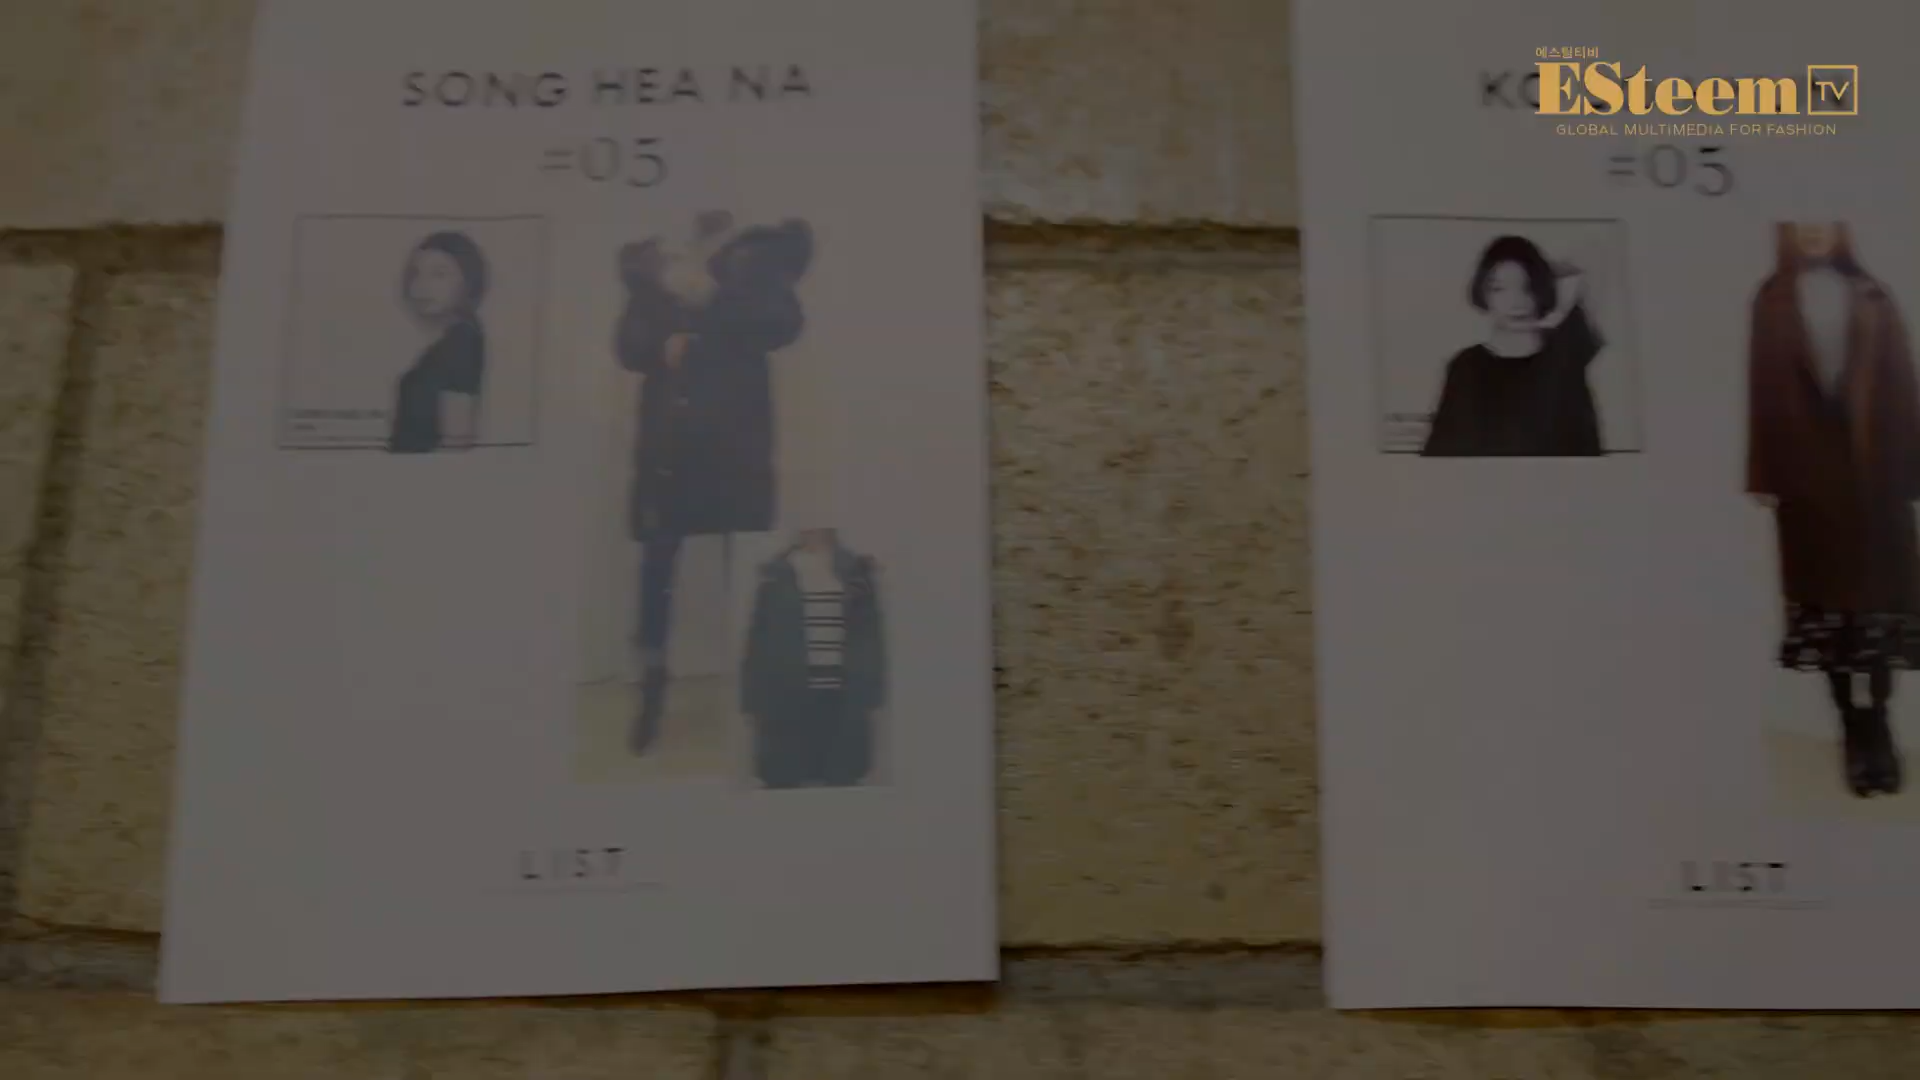 SONG HEA NA
=05
LIST
에스팀티비
ESteem TV
GLOBAL MULTIMEDIA FOR FASHION
=05
LIST